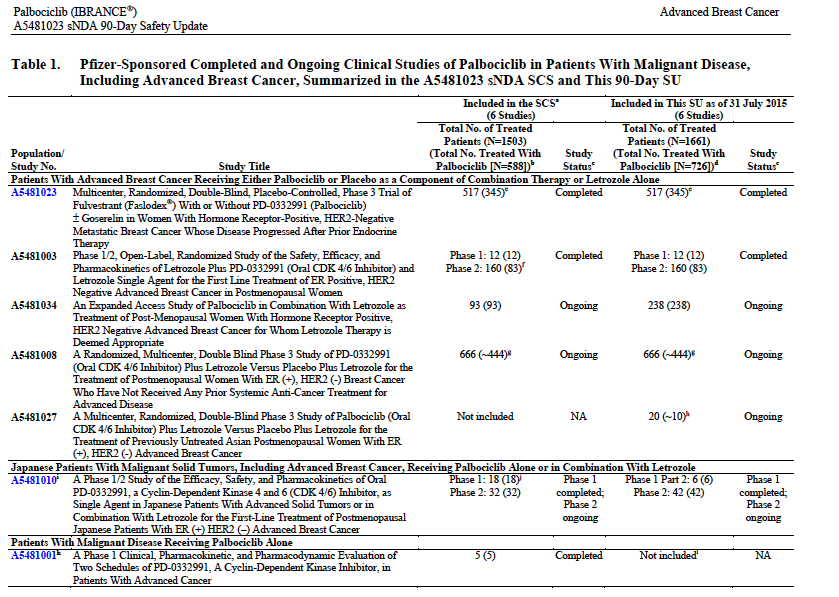 Palbociclib (IBRANCE®)
Advanced Breast Cancer
A5481023 sNDA 90-Day Safety Update
Table 1. Pfizer-Sponsored Completed and Ongoing Clinical Studies of Palbociclib in Patients With Malignant Disease,
Including Advanced Breast Cancer, Summarized in the A5481023 sNDA SCS and This 90-Day SU
Included in the SCSᵃ Included in This SU as of 31 July 2015
(6 Studies) (6 Studies)
Total No. of Treated Total No. of Treated
Patients (N=1503) Patients (N=1661)
Population/ (Total No. Treated With Study (Total No. Treated With Study
Study No. Study Title Palbociclib [N=588])ᵇ Statusᶜ Palbociclib [N=726])ᵈ Statusᶜ
Patients With Advanced Breast Cancer Receiving Either Palbociclib or Placebo as a Component of Combination Therapy or Letrozole Alone
A5481023 Multicenter, Randomized, Double-Blind, Placebo-Controlled, Phase 3 Trial of 517 (345)ᵉ Completed 517 (345)ᵉ Completed
Fulvestrant (Faslodex®) With or Without PD-0332991 (Palbociclib)
± Goserelin in Women With Hormone Receptor-Positive, HER2-Negative
Metastatic Breast Cancer Whose Disease Progressed After Prior Endocrine
Therapy
A5481003 Phase 1/2, Open-Label, Randomized Study of the Safety, Efficacy, and Phase 1: 12 (12) Completed Phase 1: 12 (12) Completed
Pharmacokinetics of Letrozole Plus PD-0332991 (Oral CDK 4/6 Inhibitor) and Phase 2: 160 (83)ᶠ Phase 2: 160 (83)
Letrozole Single Agent for the First Line Treatment of ER Positive, HER2
Negative Advanced Breast Cancer in Postmenopausal Women
A5481034 An Expanded Access Study of Palbociclib in Combination With Letrozole as 93 (93) Ongoing 238 (238) Ongoing
Treatment of Post-Menopausal Women With Hormone Receptor Positive,
HER2 Negative Advanced Breast Cancer for Whom Letrozole Therapy is
Deemed Appropriate
A5481008 A Randomized, Multicenter, Double Blind Phase 3 Study of PD-0332991 666 (~444)ᵍ Ongoing 666 (~444)ᵍ Ongoing
(Oral CDK 4/6 Inhibitor) Plus Letrozole Versus Placebo Plus Letrozole for the
Treatment of Postmenopausal Women With ER (+), HER2 (-) Breast Cancer
Who Have Not Received Any Prior Systemic Anti-Cancer Treatment for
Advanced Disease
A5481027 A Multicenter, Randomized, Double-Blind Phase 3 Study of Palbociclib (Oral Not included NA 20 (~10)ʰ Ongoing
CDK 4/6 Inhibitor) Plus Letrozole Versus Placebo Plus Letrozole for the
Treatment of Previously Untreated Asian Postmenopausal Women With ER
(+), HER2 (-) Advanced Breast Cancer
Japanese Patients With Malignant Solid Tumors, Including Advanced Breast Cancer, Receiving Palbociclib Alone or in Combination With Letrozole
A5481010ⁱ A Phase 1/2 Study of the Efficacy, Safety, and Pharmacokinetics of Oral Phase 1: 18 (18)ʲ Phase 1 Phase 1 Part 2: 6 (6) Phase 1
PD-0332991, a Cyclin-Dependent Kinase 4 and 6 (CDK 4/6) Inhibitor, as Phase 2: 32 (32) completed; Phase 2: 42 (42) completed;
Single Agent in Japanese Patients With Advanced Solid Tumors or in Phase 2 Phase 2
Combination With Letrozole for the First-Line Treatment of Postmenopausal ongoing ongoing
Japanese Patients With ER (+) HER2 (–) Advanced Breast Cancer
Patients With Malignant Disease Receiving Palbociclib Alone
A5481001ᵏ A Phase 1 Clinical, Pharmacokinetic, and Pharmacodynamic Evaluation of 5 (5) Completed Not includedˡ NA
Two Schedules of PD-0332991, A Cyclin-Dependent Kinase Inhibitor, in
Patients With Advanced Cancer